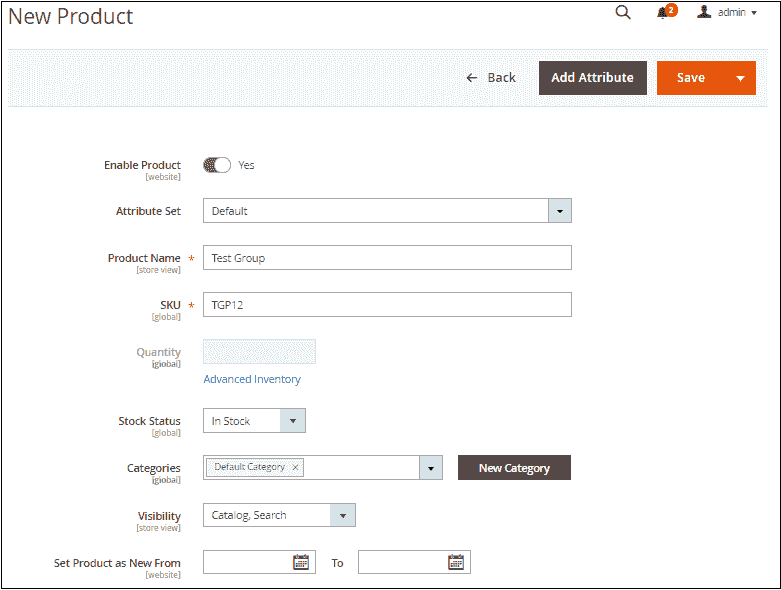 New Product
2
admin
Back
Add Attribute
Save
Enable Product
Yes
[website]
Attribute Set
Default
Product Name *
Test Group
[store view]
SKU *
TGP12
[global]
Quantity
[global]
Advanced Inventory
Stock Status
In Stock
[global]
Categories
Default Category ×
New Category
[global]
Visibility
Catalog, Search
[store view]
Set Product as New From
To
[website]